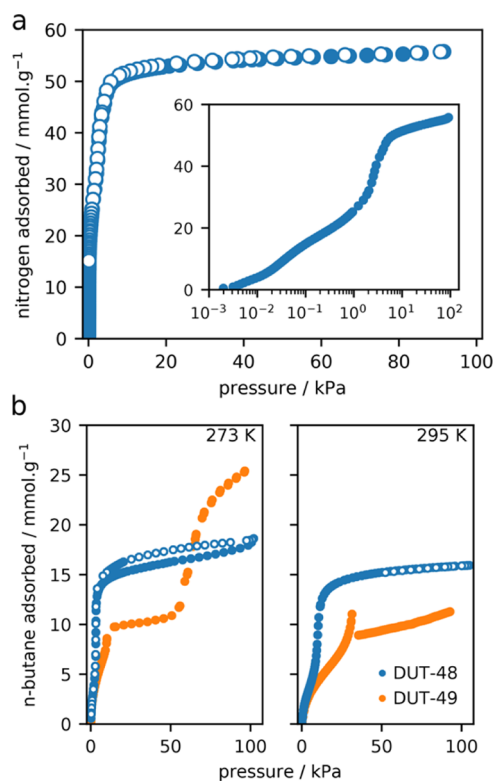 a
nitrogen adsorbed / mmol.g⁻¹
60
50
40
30
20
10
0
60
40
20
0
10⁻³ 10⁻² 10⁻¹ 10⁰ 10¹ 10²
0 20 40 60 80 100
pressure / kPa
b
n-butane adsorbed / mmol.g⁻¹
30
25
20
15
10
5
0
273 K
295 K
DUT-48
DUT-49
0 50 100
0 50 100
pressure / kPa